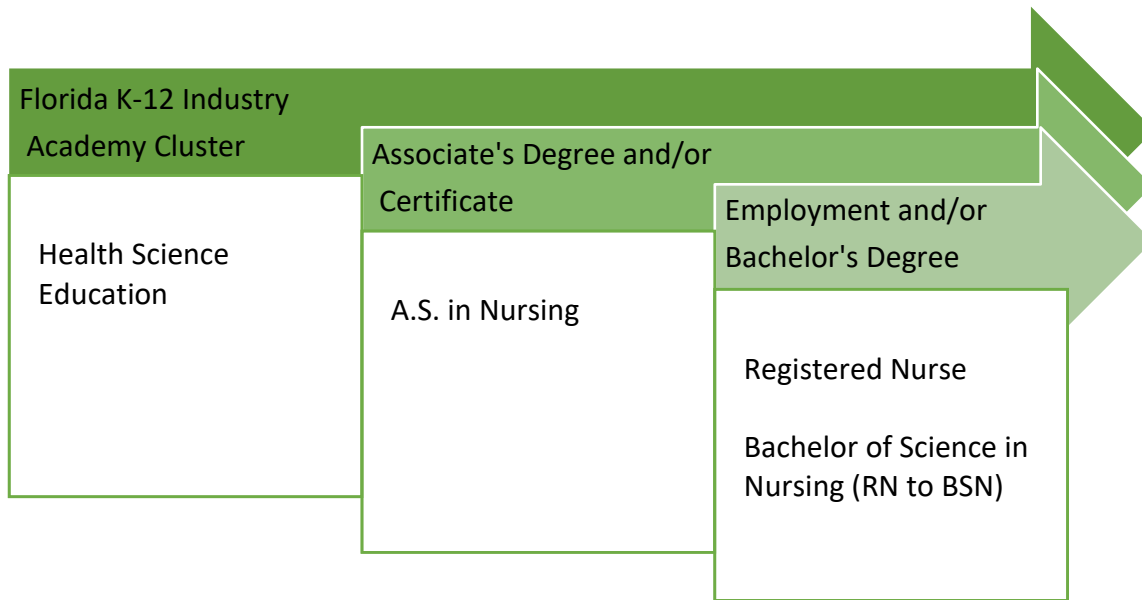 Florida K-12 Industry
Academy Cluster
Health Science
Education
Associate's Degree and/or
Certificate
A.S. in Nursing
Employment and/or
Bachelor's Degree
Registered Nurse
Bachelor of Science in
Nursing (RN to BSN)